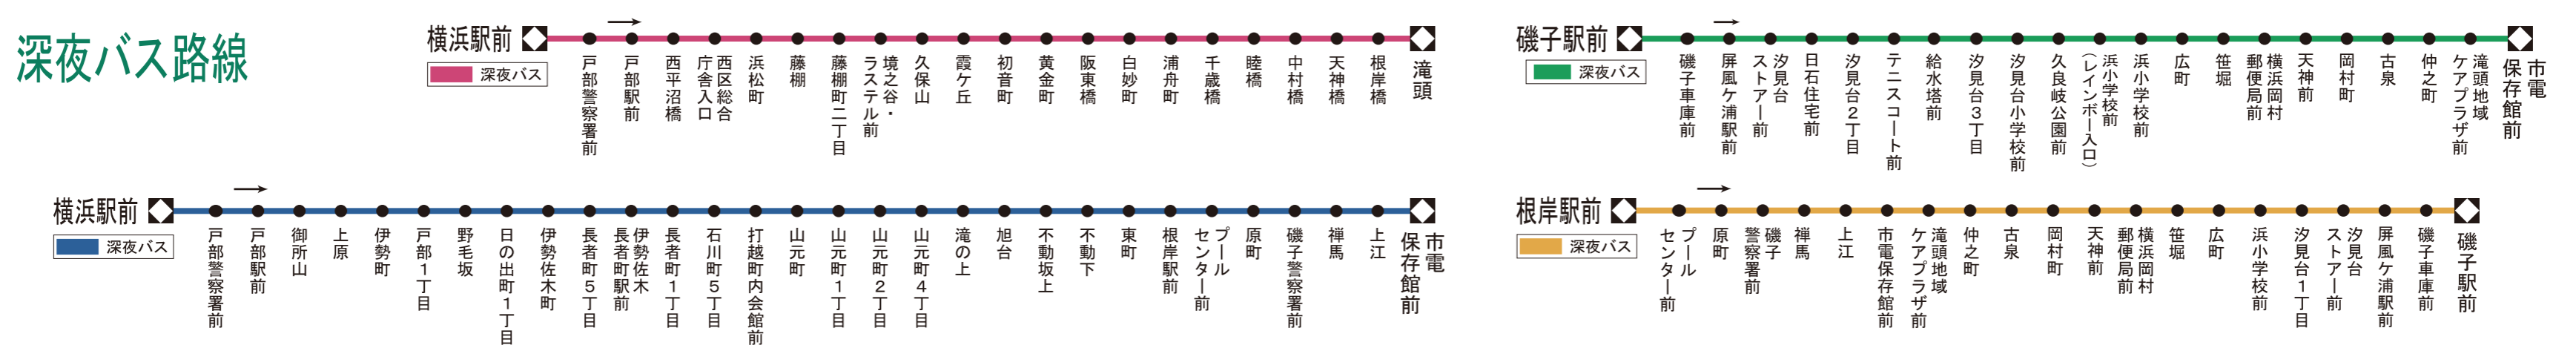 深夜バス路線
横浜駅前
深夜バス
戸部警察署前
戸部駅前
西平沼橋
西区総合
庁舎入口
浜松町
藤棚
藤棚町二丁目
境之谷・
ラステル前
久保山
霞ケ丘
初音町
黄金町
阪東橋
白妙町
浦舟町
千歳橋
睦橋
中村橋
天神橋
根岸橋
滝頭
磯子駅前
深夜バス
磯子車庫前
屏風ケ浦駅前
汐見台
ストアー前
日石住宅前
汐見台2丁目
テニスコート前
給水塔前
汐見台3丁目
汐見台小学校前
久良岐公園前
浜小学校前
(レインボー入口)
浜小学校前
広町
笹堀
横浜岡村
郵便局前
天神前
岡村町
古泉
仲之町
滝頭地域
ケアプラザ前
市電
保存館前
横浜駅前
深夜バス
戸部警察署前
戸部駅前
御所山
上原
伊勢町
戸部1丁目
野毛坂
日の出町1丁目
伊勢佐木町
長者町5丁目
伊勢佐木
長者町駅前
長者町1丁目
石川町5丁目
打越町内会館前
山元町
山元町1丁目
山元町2丁目
山元町4丁目
滝の上
旭台
不動坂上
不動下
東町
根岸駅前
プール
センター前
原町
磯子警察署前
禅馬
上江
市電
保存館前
根岸駅前
深夜バス
プール
センター前
原町
磯子
警察署前
禅馬
上江
市電保存館前
滝頭地域
ケアプラザ前
仲之町
古泉
岡村町
天神前
横浜岡村
郵便局前
笹堀
広町
浜小学校前
汐見台1丁目
汐見台
ストアー前
屏風ケ浦駅前
磯子車庫前
磯子駅前